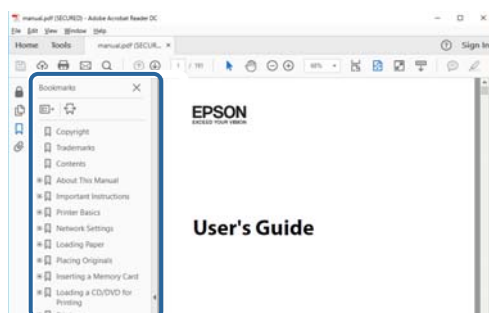 manual.pdf (SECURED) - Adobe Acrobat Reader DC
File Edit View Window Help
Home Tools manual.pdf (SECUR... × Sign In
1 / 191
Bookmarks
Copyright
Trademarks
Contents
About This Manual
Important Instructions
Printer Basics
Network Settings
Loading Paper
Placing Originals
Inserting a Memory Card
Loading a CD/DVD for
Printing
EPSON
EXCEED YOUR VISION
User's Guide